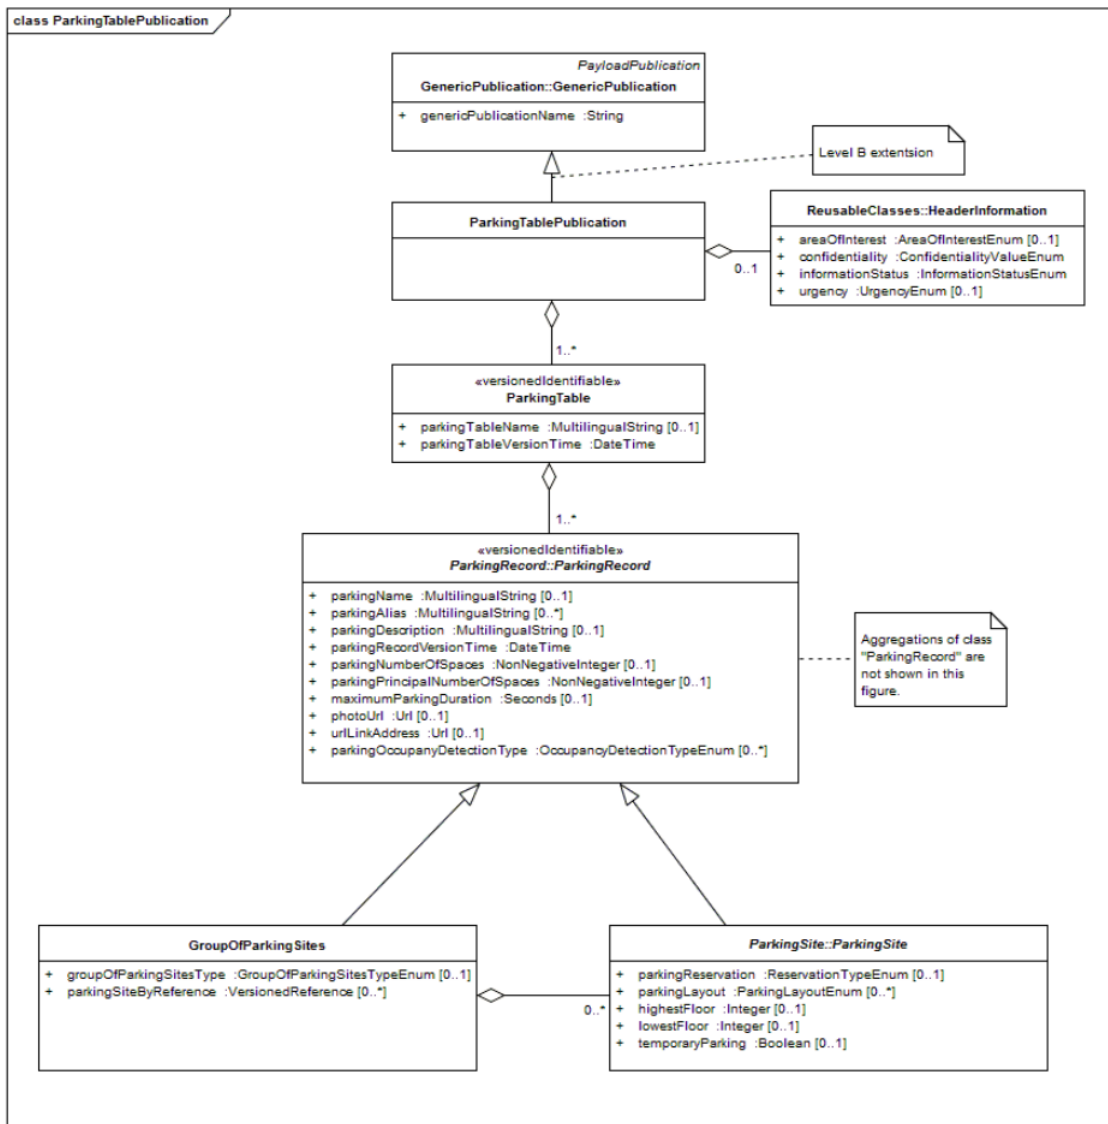 class ParkingTablePublication
PayloadPublication
GenericPublication::GenericPublication
+ genericPublicationName :String
Level B extentsion
ParkingTablePublication
ReusableClasses::HeaderInformation
+ areaOfInterest :AreaOfInterestEnum [0..1]
+ confidentiality :ConfidentialityValueEnum
+ informationStatus :InformationStatusEnum
+ urgency :UrgencyEnum [0..1]
0..1
1..*
«versionedIdentifiable»
ParkingTable
+ parkingTableName :MultilingualString [0..1]
+ parkingTableVersionTime :DateTime
1..*
«versionedIdentifiable»
ParkingRecord::ParkingRecord
+ parkingName :MultilingualString [0..1]
+ parkingAlias :MultilingualString [0..*]
+ parkingDescription :MultilingualString [0..1]
+ parkingRecordVersionTime :DateTime
+ parkingNumberOfSpaces :NonNegativeInteger [0..1]
+ parkingPrincipalNumberOfSpaces :NonNegativeInteger [0..1]
+ maximumParkingDuration :Seconds [0..1]
+ photoUrl :Url [0..1]
+ urlLinkAddress :Url [0..1]
+ parkingOccupanyDetectionType :OccupancyDetectionTypeEnum [0..*]
Aggregations of class
"ParkingRecord" are
not shown in this
figure.
GroupOfParkingSites
+ groupOfParkingSitesType :GroupOfParkingSitesTypeEnum [0..1]
+ parkingSiteByReference :VersionedReference [0..*]
0..*
ParkingSite::ParkingSite
+ parkingReservation :ReservationTypeEnum [0..1]
+ parkingLayout :ParkingLayoutEnum [0..*]
+ highestFloor :Integer [0..1]
+ lowestFloor :Integer [0..1]
+ temporaryParking :Boolean [0..1]